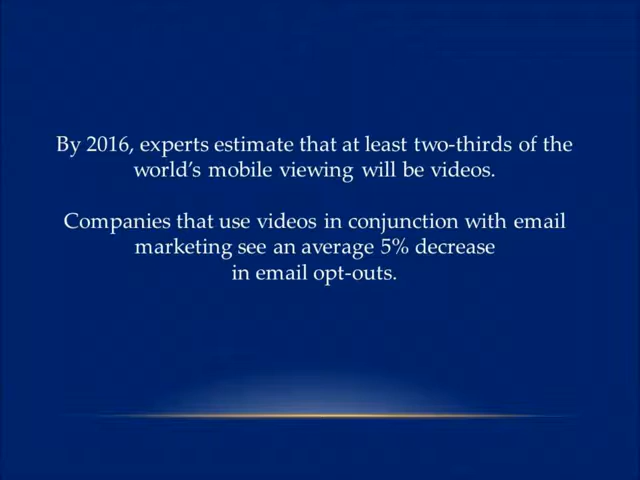 By 2016, experts estimate that at least two-thirds of the
world's mobile viewing will be videos.
Companies that use videos in conjunction with email
marketing see an average 5% decrease
in email opt-outs.